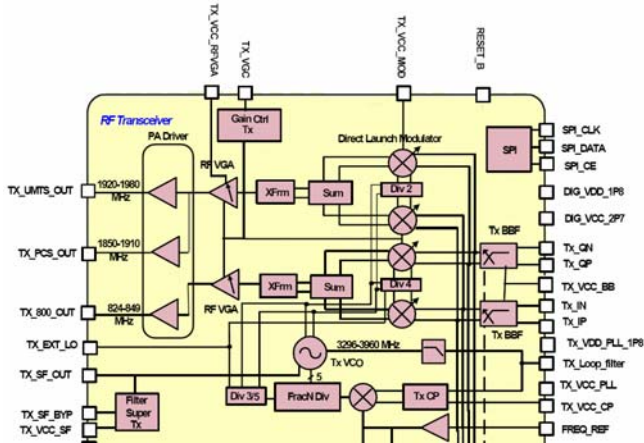 TX_VCC_RFVGA
TX_VGC
TX_VCC_MOD
RESET_B
RF Transceiver
PA Driver
Gain Ctrl
Tx
Direct Launch Modulator
SPI
SPI_CLK
SPI_DATA
SPI_CE
RF VGA
TX_UMTS_OUT
1920-1980
MHz
XFrm
Sum
Div 2
DIG_VDD_1P8
DIG_VCC_2P7
Tx BBF
TX_PCS_OUT
1850-1910
MHz
Tx_QN
Tx_QP
RF VGA
XFrm
Sum
Div 4
TX_VCC_BB
TX_800_OUT
824-849
MHz
Tx_IN
Tx_IP
Tx BBF
TX_EXT_LO
3296-3960 MHz
Tx VCO
Tx_VDD_PLL_1P8
TX_Loop_filter
TX_SF_OUT
5
Div 3/5
FracN Div
Tx CP
TX_VCC_PLL
TX_VCC_CP
Filter
Super
Tx
TX_SF_BYP
TX_VCC_SF
FREQ_REF